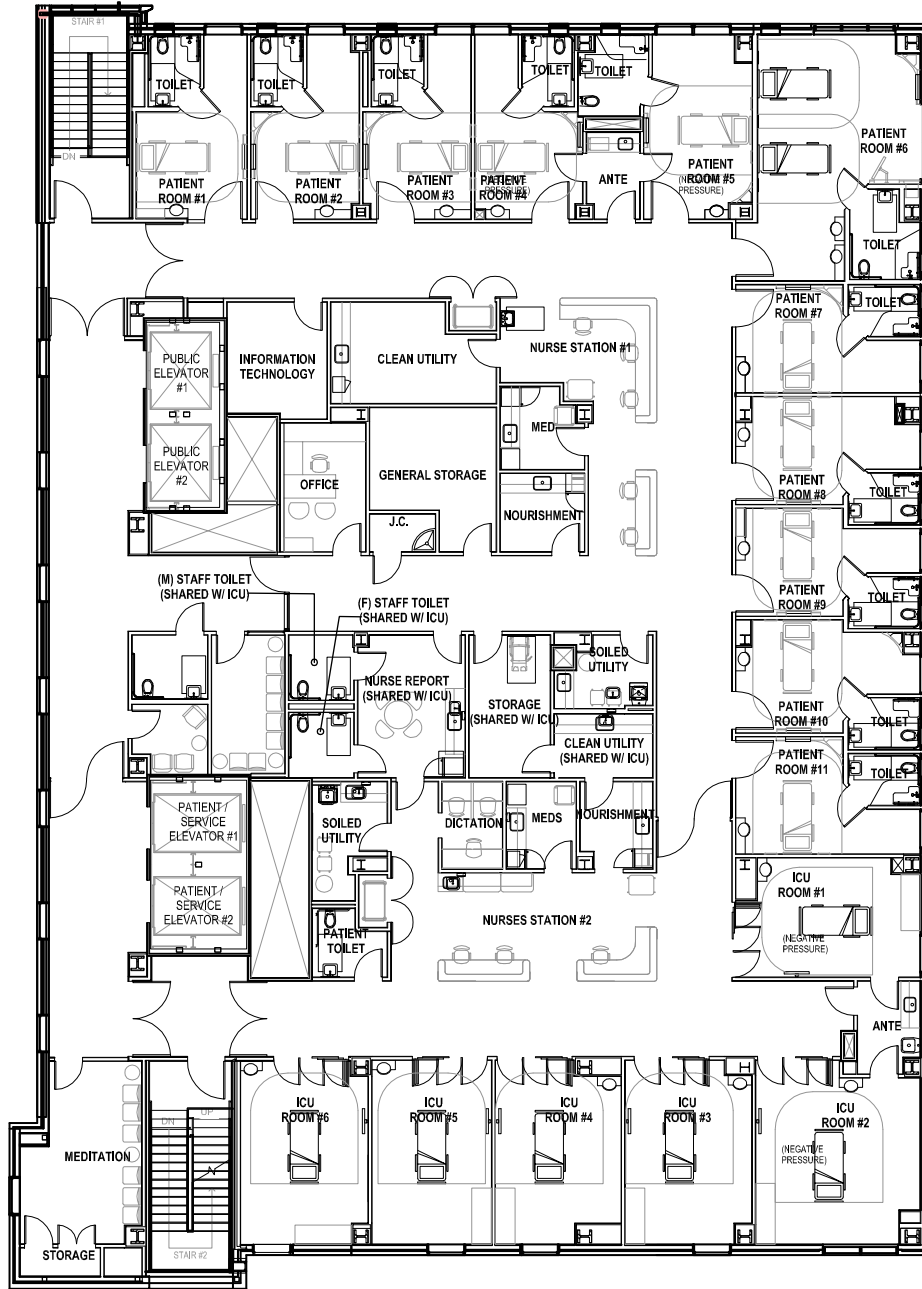 STAIR #1
DN
TOILET
TOILET
TOILET
TOILET
TOILET
PATIENT
ROOM #1
PATIENT
ROOM #2
PATIENT
ROOM #3
PATIENT
ROOM #4
PRESSURE)
ANTE
PATIENT
ROOM #5
(NEGATIVE
PRESSURE)
PATIENT
ROOM #6
TOILET
PUBLIC
ELEVATOR
#1
INFORMATION
TECHNOLOGY
CLEAN UTILITY
NURSE STATION #1
PATIENT
ROOM #7
TOILET
PUBLIC
ELEVATOR
#2
OFFICE
GENERAL STORAGE
MED
NOURISHMENT
J.C.
PATIENT
ROOM #8
TOILET
(M) STAFF TOILET
(SHARED W/ ICU)
(F) STAFF TOILET
(SHARED W/ ICU)
PATIENT
ROOM #9
TOILET
NURSE REPORT
(SHARED W/ ICU)
STORAGE
(SHARED W/ ICU)
SOILED
UTILITY
CLEAN UTILITY
(SHARED W/ ICU)
PATIENT
ROOM #10
TOILET
PATIENT
ROOM #11
TOILET
PATIENT /
SERVICE
ELEVATOR #1
SOILED
UTILITY
DICTATION
MEDS
NOURISHMENT
PATIENT /
SERVICE
ELEVATOR #2
PATIENT
TOILET
NURSES STATION #2
ICU
ROOM #1
(NEGATIVE
PRESSURE)
ANTE
MEDITATION
STORAGE
DN
UP
STAIR #2
ICU
ROOM #6
ICU
ROOM #5
ICU
ROOM #4
ICU
ROOM #3
ICU
ROOM #2
(NEGATIVE
PRESSURE)